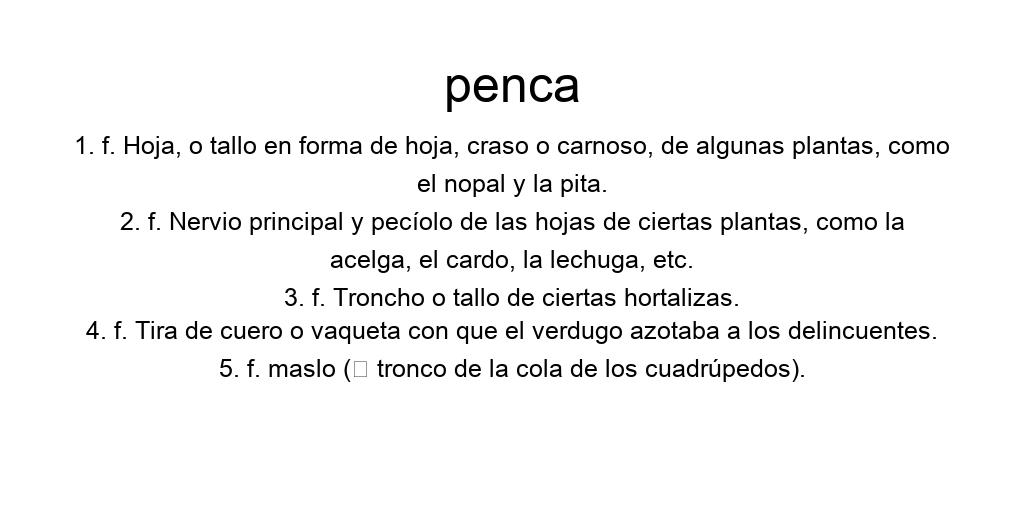 penca
1. f. Hoja, o tallo en forma de hoja, craso o carnoso, de algunas plantas, como
el nopal y la pita.
2. f. Nervio principal y pecíolo de las hojas de ciertas plantas, como la
acelga, el cardo, la lechuga, etc.
3. f. Troncho o tallo de ciertas hortalizas.
4. f. Tira de cuero o vaqueta con que el verdugo azotaba a los delincuentes.
5. f. maslo (□ tronco de la cola de los cuadrúpedos).